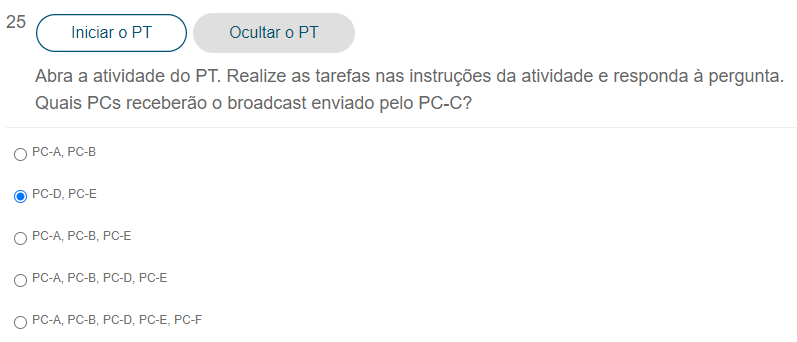 25
Iniciar o PT
Ocultar o PT
Abra a atividade do PT. Realize as tarefas nas instruções da atividade e responda à pergunta.
Quais PCs receberão o broadcast enviado pelo PC-C?
PC-A, PC-B
PC-D, PC-E
PC-A, PC-B, PC-E
PC-A, PC-B, PC-D, PC-E
PC-A, PC-B, PC-D, PC-E, PC-F